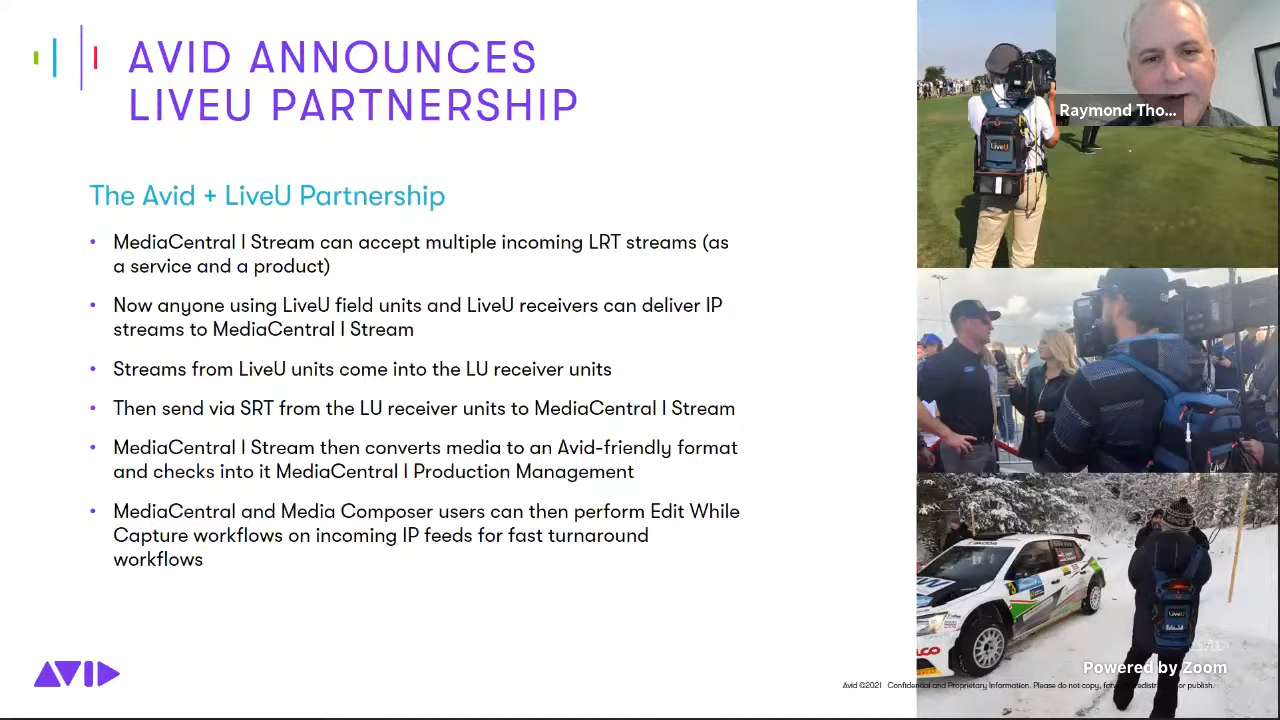 AVID ANNOUNCES
LIVEU PARTNERSHIP
The Avid + LiveU Partnership
• MediaCentral | Stream can accept multiple incoming LRT streams (as
a service and a product)
• Now anyone using LiveU field units and LiveU receivers can deliver IP
streams to MediaCentral | Stream
• Streams from LiveU units come into the LU receiver units
• Then send via SRT from the LU receiver units to MediaCentral | Stream
• MediaCentral | Stream then converts media to an Avid-friendly format
and checks into it MediaCentral | Production Management
• MediaCentral and Media Composer users can then perform Edit While
Capture workflows on incoming IP feeds for fast turnaround
workflows
AVID
Raymond Tho...
LiveU
LiveU
Powered by Zoom
Avid ©2021 Confidential and Proprietary Information. Please do not copy, or publish.